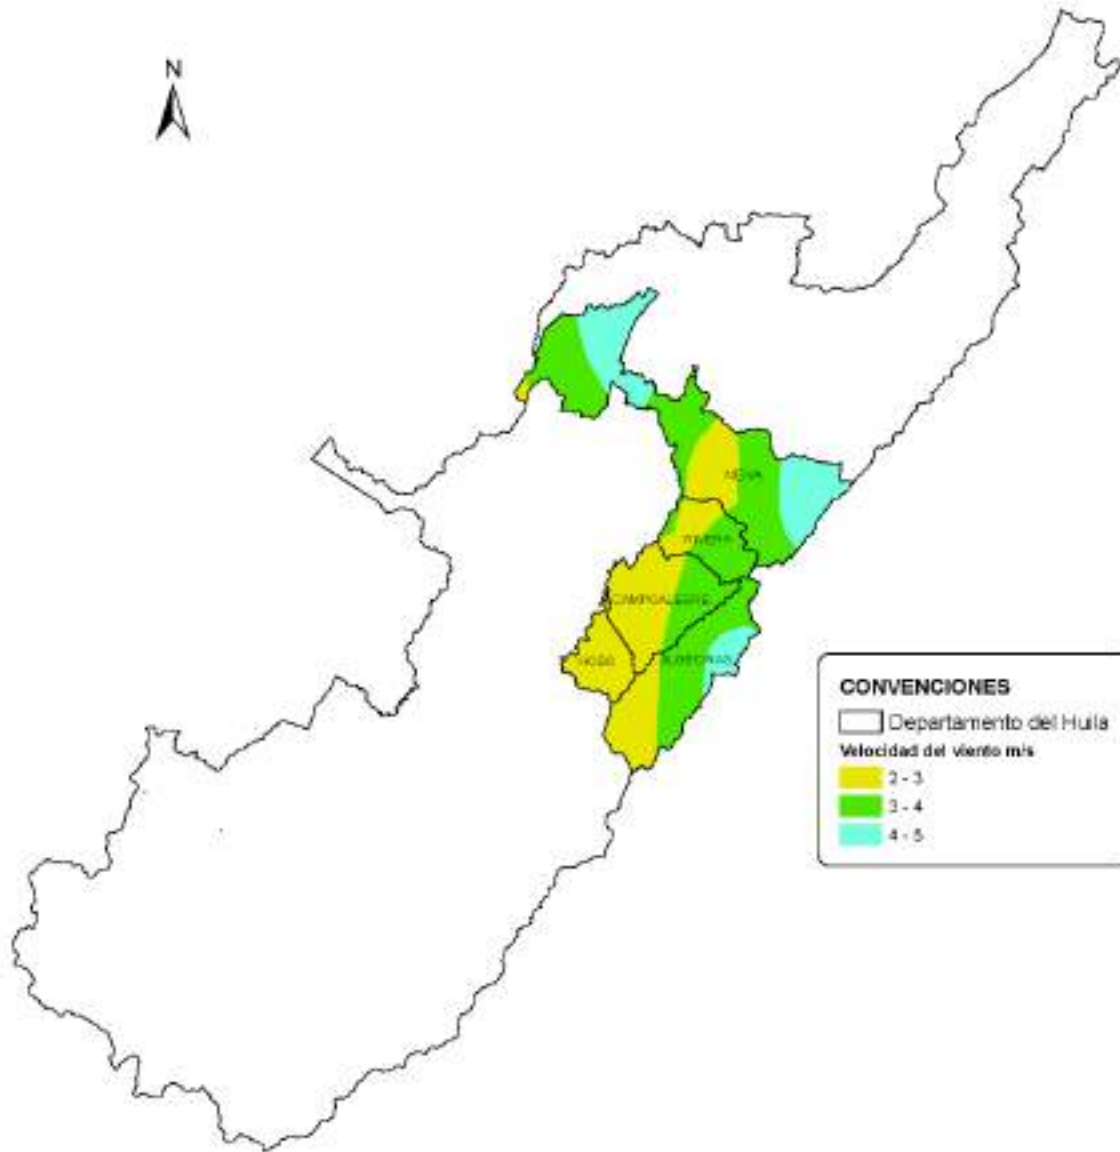 N
NEIVA
RIVERA
CAMPOALEGRE
HOBO
ALGECIRAS
CONVENCIONES
Departamento del Huila
Velocidad del viento m/s
2 - 3
3 - 4
4 - 5